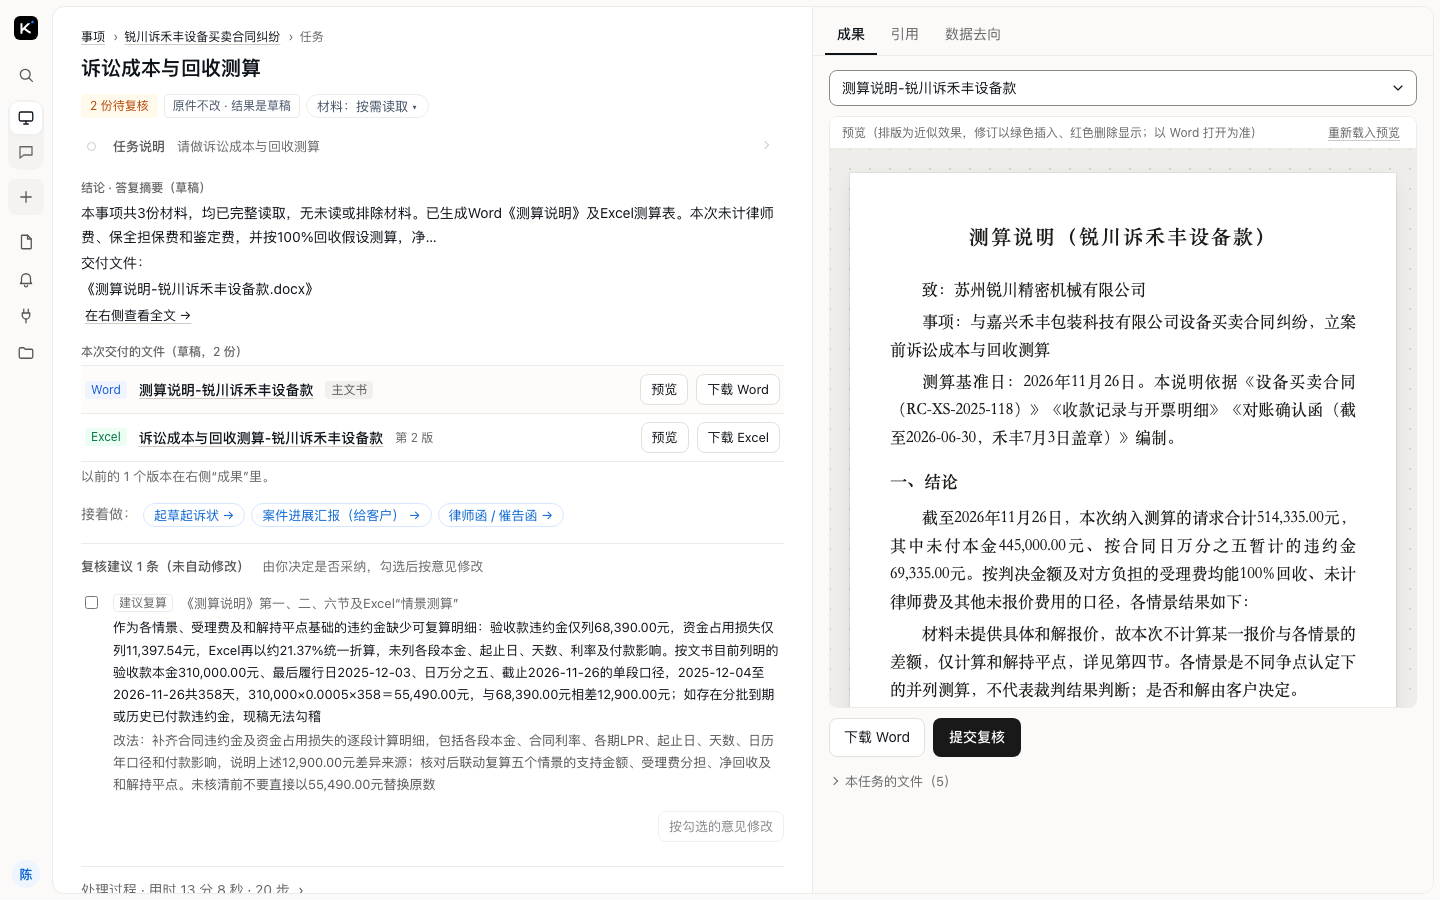 事项 › 锐川诉禾丰设备买卖合同纠纷 › 任务
诉讼成本与回收测算
2 份待复核 原件不改 · 结果是草稿 材料：按需读取
任务说明 请做诉讼成本与回收测算
结论 · 答复摘要（草稿）
本事项共3份材料，均已完整读取，无未读或排除材料。已生成Word《测算说明》及Excel测算表。本次未计律师
费、保全担保费和鉴定费，并按100%回收假设测算，净...
交付文件：
《测算说明-锐川诉禾丰设备款.docx》
在右侧查看全文 →
本次交付的文件（草稿，2 份）
Word 测算说明-锐川诉禾丰设备款 主文书 预览 下载 Word
Excel 诉讼成本与回收测算-锐川诉禾丰设备款 第 2 版 预览 下载 Excel
以前的 1 个版本在右侧“成果”里。
接着做： 起草起诉状 → 案件进展汇报（给客户） → 律师函 / 催告函 →
复核建议 1 条（未自动修改） 由你决定是否采纳，勾选后按意见修改
建议复算 《测算说明》第一、二、六节及Excel“情景测算”
作为各情景、受理费及和解持平点基础的违约金缺少可复算明细：验收款违约金仅列68,390.00元，资金占用损失仅
列11,397.54元，Excel再以约21.37%统一折算，未列各段本金、起止日、天数、利率及付款影响。按文书目前列明的
验收款本金310,000.00元、最后履行日2025-12-03、日万分之五、截止2026-11-26的单段口径，2025-12-04至
2026-11-26共358天，310,000×0.0005×358＝55,490.00元，与68,390.00元相差12,900.00元；如存在分批到期
或历史已付款违约金，现稿无法勾稽
改法：补齐合同违约金及资金占用损失的逐段计算明细，包括各段本金、合同利率、各期LPR、起止日、天数、日历
年口径和付款影响，说明上述12,900.00元差异来源；核对后联动复算五个情景的支持金额、受理费分担、净回收及
和解持平点。未核清前不要直接以55,490.00元替换原数
按勾选的意见修改
处理过程 · 用时 13 分 8 秒 · 20 步 ›
陈
成果 引用 数据去向
测算说明-锐川诉禾丰设备款
预览（排版为近似效果，修订以绿色插入、红色删除显示；以 Word 打开为准） 重新载入预览
测算说明（锐川诉禾丰设备款）
致：苏州锐川精密机械有限公司
事项：与嘉兴禾丰包装科技有限公司设备买卖合同纠纷，立案
前诉讼成本与回收测算
测算基准日：2026年11月26日。本说明依据《设备买卖合同
（RC-XS-2025-118）》《收款记录与开票明细》《对账确认函（截
至2026-06-30，禾丰7月3日盖章）》编制。
一、结论
截至2026年11月26日，本次纳入测算的请求合计514,335.00元，
其中未付本金445,000.00元、按合同日万分之五暂计的违约金
69,335.00元。按判决金额及对方负担的受理费均能100%回收、未计
律师费及其他未报价费用的口径，各情景结果如下：
材料未提供具体和解报价，故本次不计算某一报价与各情景的
差额，仅计算和解持平点，详见第四节。各情景是不同争点认定下
的并列测算，不代表裁判结果判断；是否和解由客户决定。
下载 Word 提交复核
本任务的文件（5）